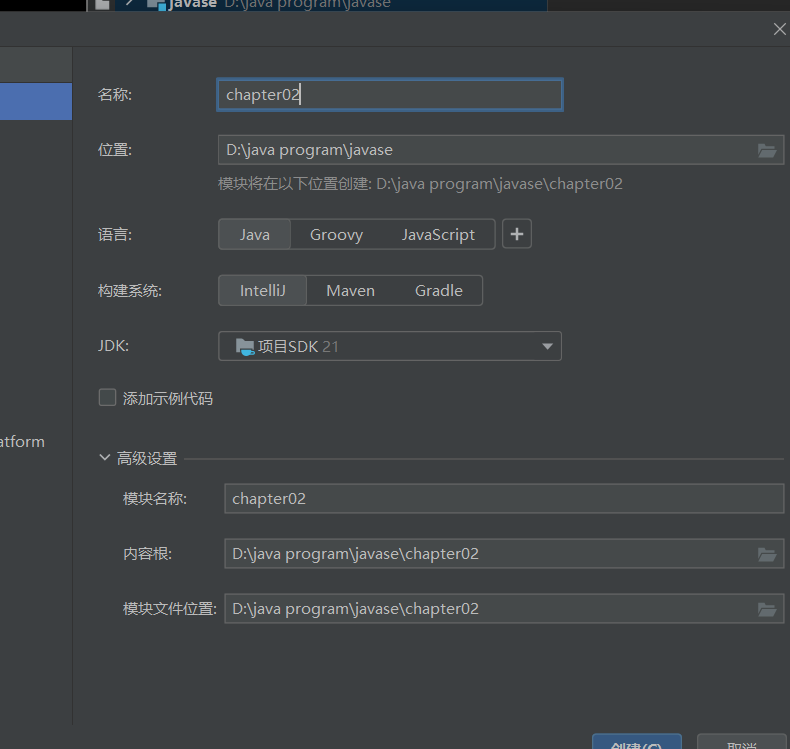 javase D:\java program\javase
名称: chapter02
位置: D:\java program\javase
模块将在以下位置创建: D:\java program\javase\chapter02
语言: Java Groovy JavaScript +
构建系统: IntelliJ Maven Gradle
JDK: 项目SDK 21
添加示例代码
atform
高级设置
模块名称: chapter02
内容根: D:\java program\javase\chapter02
模块文件位置: D:\java program\javase\chapter02
创建(C) 取消